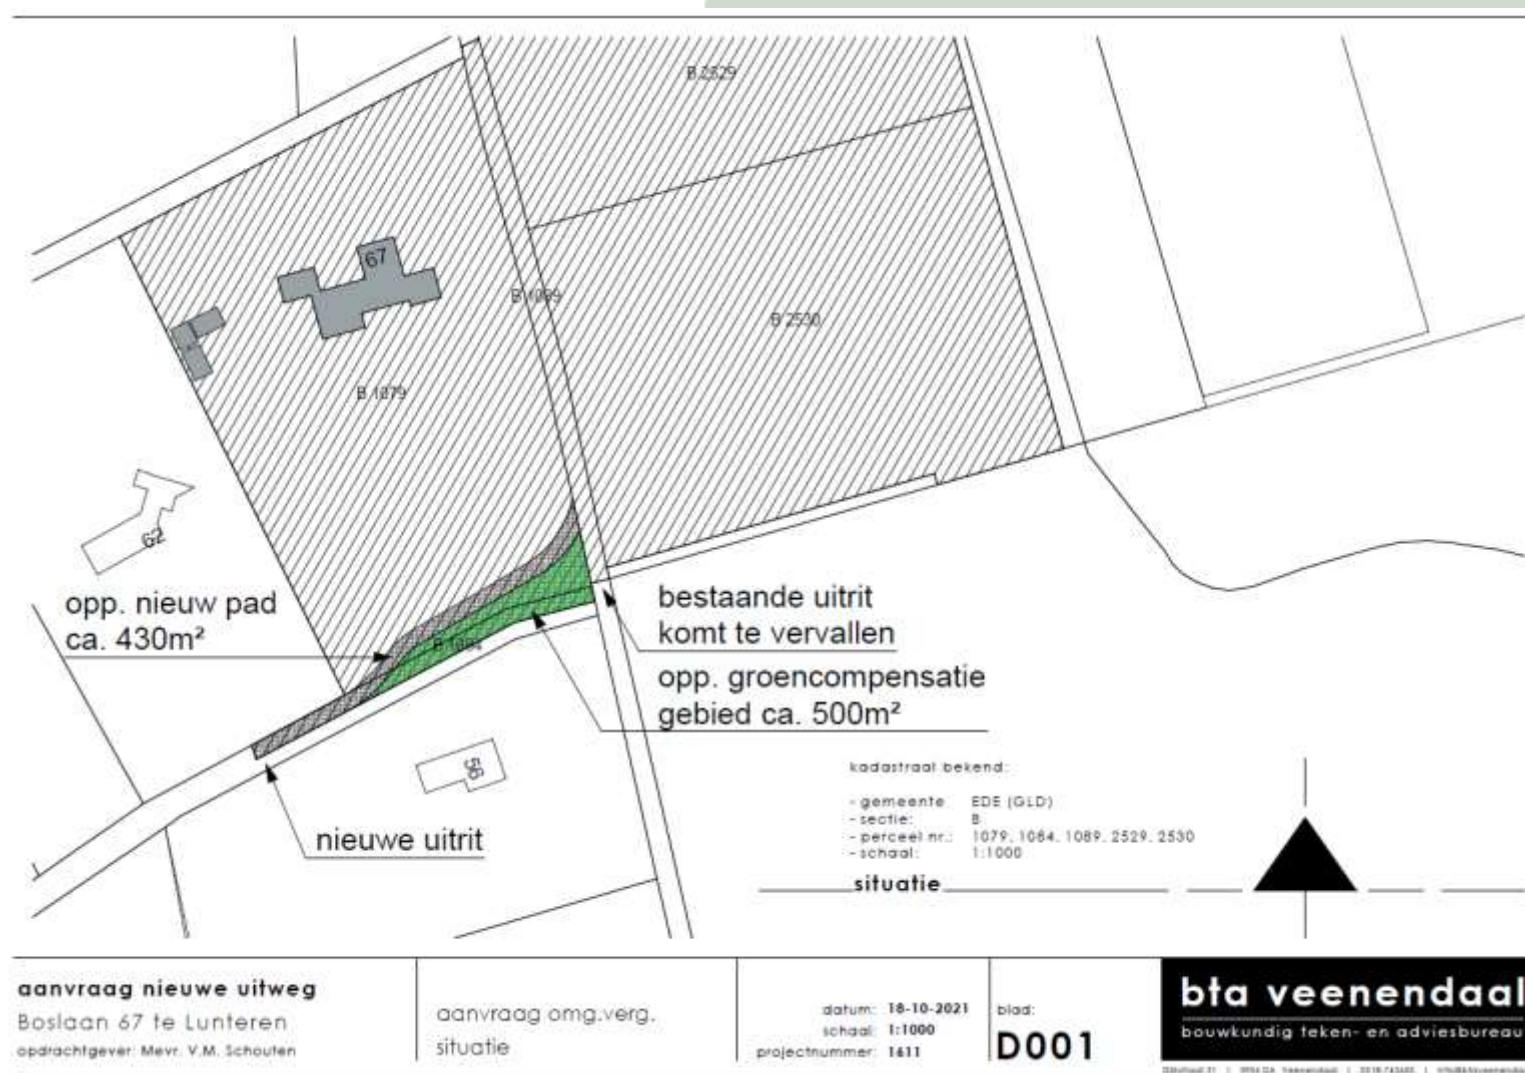 B 2529
67
B 1089
B 2530
B 1079
62
opp. nieuw pad
ca. 430m²
bestaande uitrit
komt te vervallen
B 1084
opp. groencompensatie
gebied ca. 500m²
56
nieuwe uitrit
kadastraal bekend:
- gemeente EDE (GLD)
- sectie: B
- perceel nr.: 1079, 1084, 1089, 2529, 2530
- schaal: 1:1000
situatie
aanvraag nieuwe uitweg
Boslaan 67 te Lunteren
opdrachtgever: Mevr. V.M. Schouten
aanvraag omg.verg.
situatie
datum: 18-10-2021
schaal: 1:1000
projectnummer: 1611
blad:
D001
bta veenendaal
bouwkundig teken- en adviesbureau